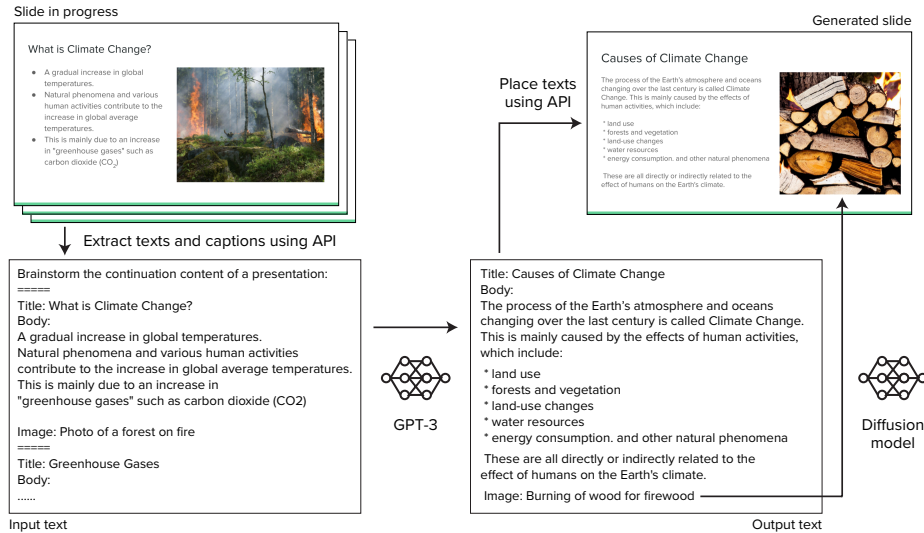 Slide in progress
What is Climate Change?
● A gradual increase in global
temperatures.
● Natural phenomena and various
human activities contribute to the
increase in global average
temperatures.
● This is mainly due to an increase
in "greenhouse gases" such as
carbon dioxide (CO2)
Extract texts and captions using API
Brainstorm the continuation content of a presentation:
=====
Title: What is Climate Change?
Body:
A gradual increase in global temperatures.
Natural phenomena and various human activities
contribute to the increase in global average temperatures.
This is mainly due to an increase in
"greenhouse gases" such as carbon dioxide (CO2)
Image: Photo of a forest on fire
=====
Title: Greenhouse Gases
Body:
......
Input text
GPT-3
Title: Causes of Climate Change
Body:
The process of the Earth's atmosphere and oceans
changing over the last century is called Climate Change.
This is mainly caused by the effects of human activities,
which include:
* land use
* forests and vegetation
* land-use changes
* water resources
* energy consumption. and other natural phenomena
These are all directly or indirectly related to the
effect of humans on the Earth's climate.
Image: Burning of wood for firewood
Output text
Place texts
using API
Diffusion
model
Generated slide
Causes of Climate Change
The process of the Earth's atmosphere and oceans
changing over the last century is called Climate
Change. This is mainly caused by the effects of
human activities, which include:
* land use
* forests and vegetation
* land-use changes
* water resources
* energy consumption. and other natural phenomena
These are all directly or indirectly related to the
effect of humans on the Earth's climate.